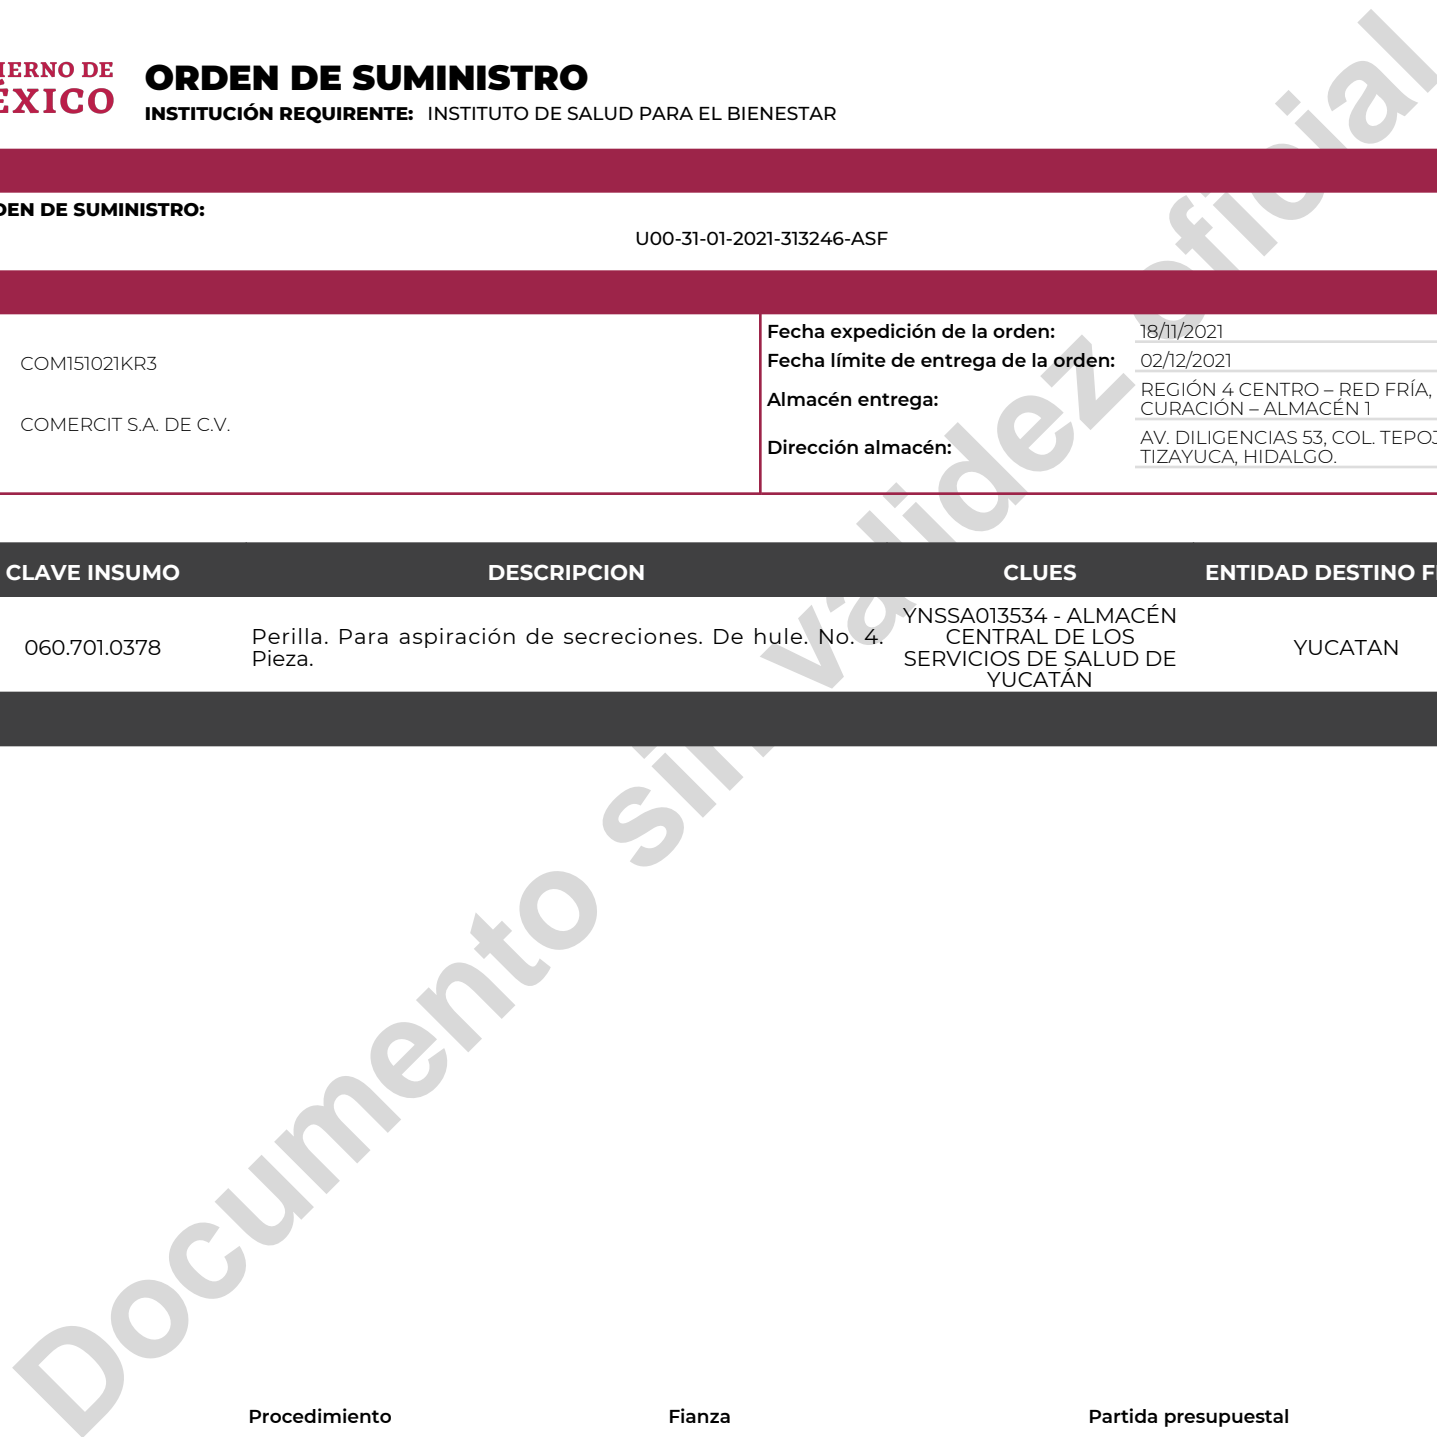 IERNO DE
ÉXICO
ORDEN DE SUMINISTRO
INSTITUCIÓN REQUIRENTE: INSTITUTO DE SALUD PARA EL BIENESTAR
DEN DE SUMINISTRO:
U00-31-01-2021-313246-ASF
COM151021KR3
COMERCIT S.A. DE C.V.
Fecha expedición de la orden: 18/11/2021
Fecha límite de entrega de la orden: 02/12/2021
Almacén entrega: REGIÓN 4 CENTRO – RED FRÍA,
CURACIÓN – ALMACÉN 1
Dirección almacén: AV. DILIGENCIAS 53, COL. TEPOJ
TIZAYUCA, HIDALGO.
CLAVE INSUMO DESCRIPCION CLUES ENTIDAD DESTINO FI
060.701.0378
Perilla. Para aspiración de secreciones. De hule. No. 4.
Pieza.
YNSSA013534 - ALMACÉN
CENTRAL DE LOS
SERVICIOS DE SALUD DE
YUCATÁN
YUCATAN
Procedimiento Fianza Partida presupuestal
Documento sin validez oficial